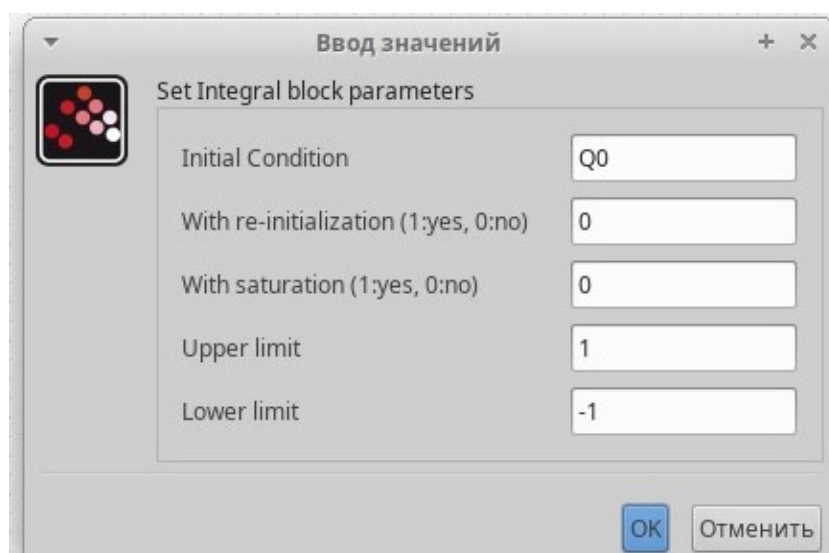 Ввод значений
Set Integral block parameters
Initial Condition Q0
With re-initialization (1:yes, 0:no) 0
With saturation (1:yes, 0:no) 0
Upper limit 1
Lower limit -1
OK Отменить